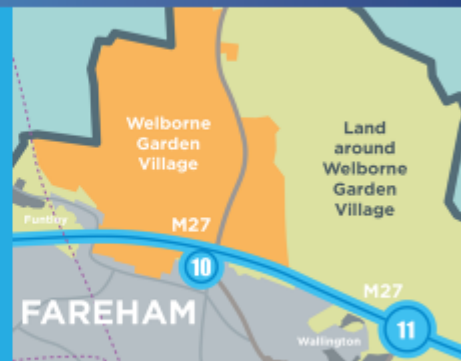 Welborne
Garden
Village
Land
around
Welborne
Garden
Village
Funtley
M27
10
M27
FAREHAM
11
Wallington